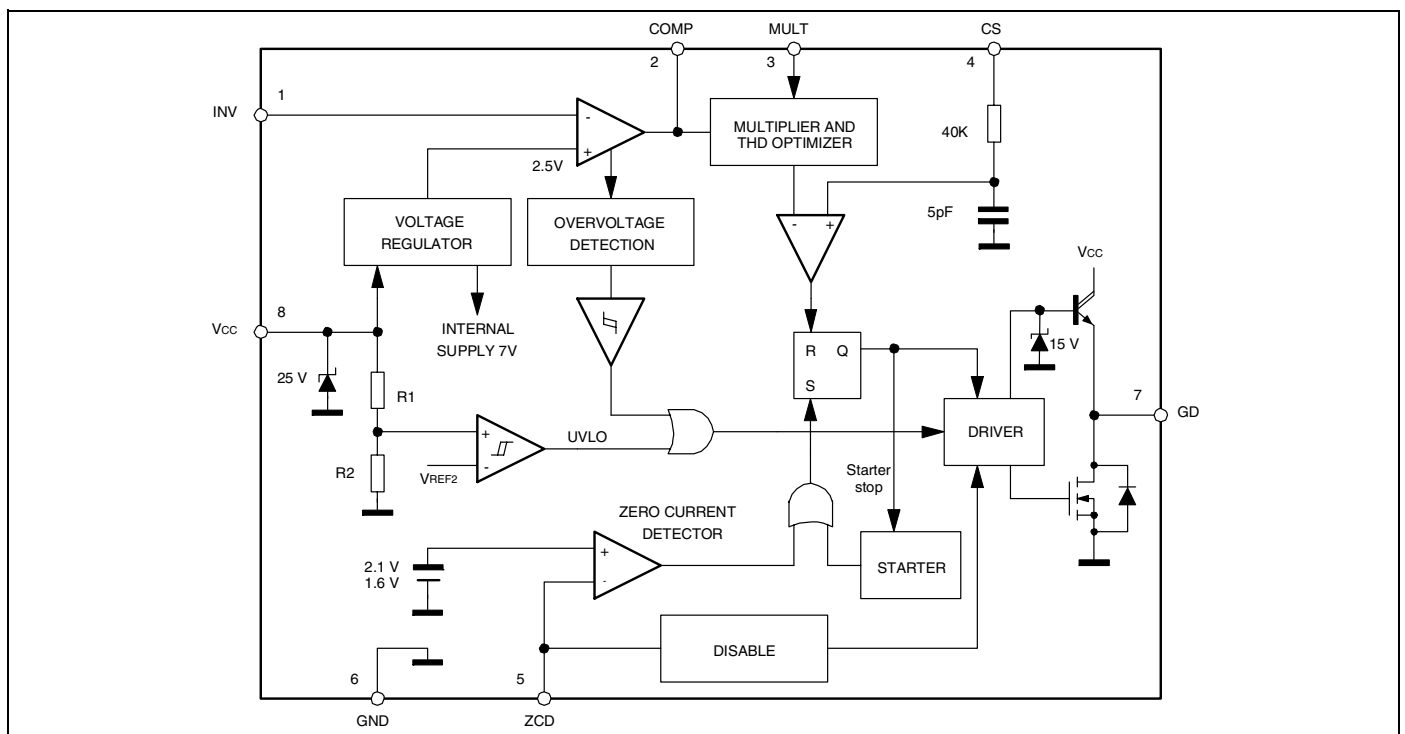 COMP
MULT
CS
2
3
4
1
INV
-
+
2.5V
MULTIPLIER AND
THD OPTIMIZER
40K
5pF
VOLTAGE
REGULATOR
OVERVOLTAGE
DETECTION
-
+
Vcc
8
Vcc
INTERNAL
SUPPLY 7V
R Q
S
15 V
25 V
R1
7
GD
DRIVER
+
-
UVLO
VREF2
R2
Starter
stop
ZERO CURRENT
DETECTOR
+
-
2.1 V
1.6 V
STARTER
DISABLE
6
5
GND
ZCD